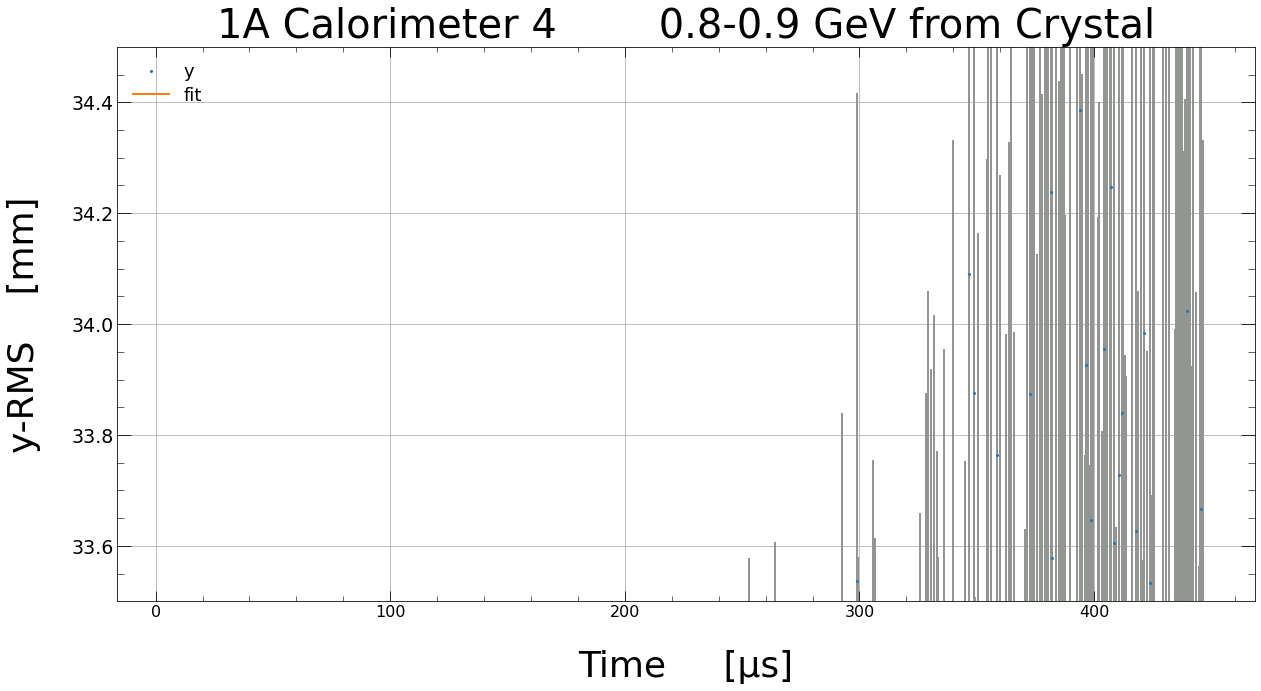 1A Calorimeter 4 0.8-0.9 GeV from Crystal
y
fit
34.4
34.2
34.0
33.8
33.6
y-RMS [mm]
0 100 200 300 400
Time [µs]